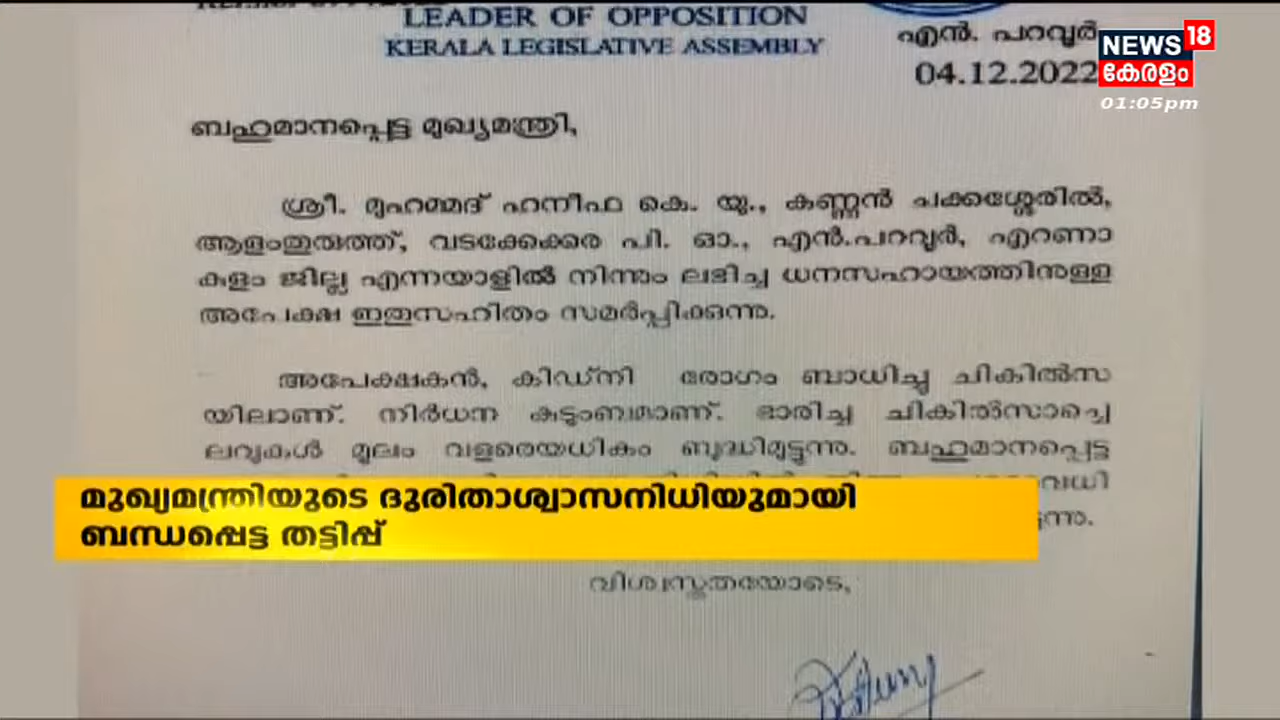 LEADER OF OPPOSITION
KERALA LEGISLATIVE ASSEMBLY
എൻ. പറവൂർ
04.12.2022
NEWS 18
കേരളം
01:05pm
ബഹുമാനപ്പെട്ട മുഖ്യമന്ത്രി,
ശ്രീ. മുഹമ്മദ് ഹനീഫ കെ. യു., കണ്ണൻ ചക്കശ്ശേരിൽ,
ആളംതുരുത്ത്, വടക്കേക്കര പി. ഓ., എൻ.പറവൂർ, എറണാ
കുളം ജില്ല എന്നയാളിൽ നിന്നും ലഭിച്ച ധനസഹായത്തിനുള്ള
അപേക്ഷ ഇതുസഹിതം സമർപ്പിക്കുന്നു.
അപേക്ഷകൻ, കിഡ്നി രോഗം ബാധിച്ചു ചികിൽസ
യിലാണ്. നിർധന കുടുംബമാണ്. ഭാരിച്ച ചികിൽസാച്ചെ
ലവുകൾ മൂലം വളരെയധികം ബുദ്ധിമുട്ടുന്നു. ബഹുമാനപ്പെട്ട
മുഖ്യമന്ത്രിയുടെ ദുരിതാശ്വാസനിധിയുമായി
ബന്ധപ്പെട്ട തട്ടിപ്പ്
വിശ്വസ്തതയോടെ,